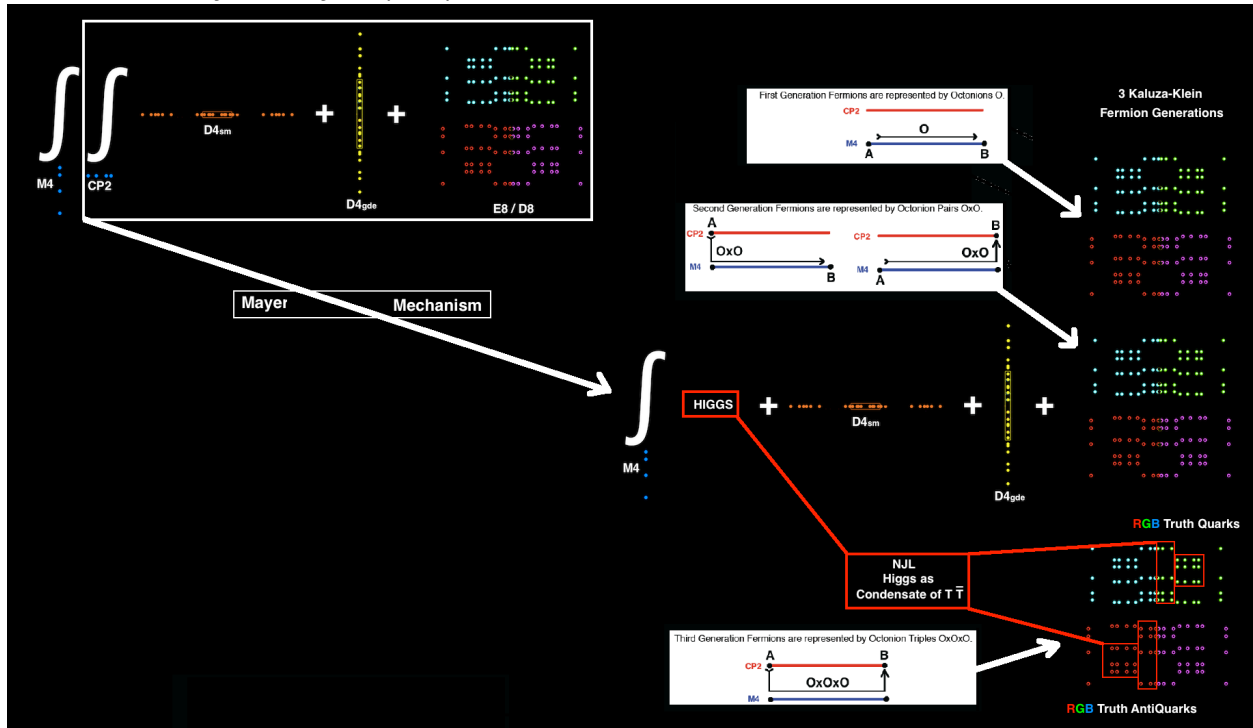 M4
CP2
D4sm
+
D4gde
+
E8 / D8
First Generation Fermions are represented by Octonions O.
CP2
O
M4
A
B
3 Kaluza-Klein
Fermion Generations
Second Generation Fermions are represented by Octonion Pairs OxO.
A
CP2
OxO
M4
B
B
CP2
OxO
M4
A
Mayer
Mechanism
M4
HIGGS
+
D4sm
+
D4gde
+
NJL
Higgs as
Condensate of T T̅
RGB Truth Quarks
Third Generation Fermions are represented by Octonion Triples OxOxO.
A
B
CP2
OxOxO
M4
RGB Truth AntiQuarks